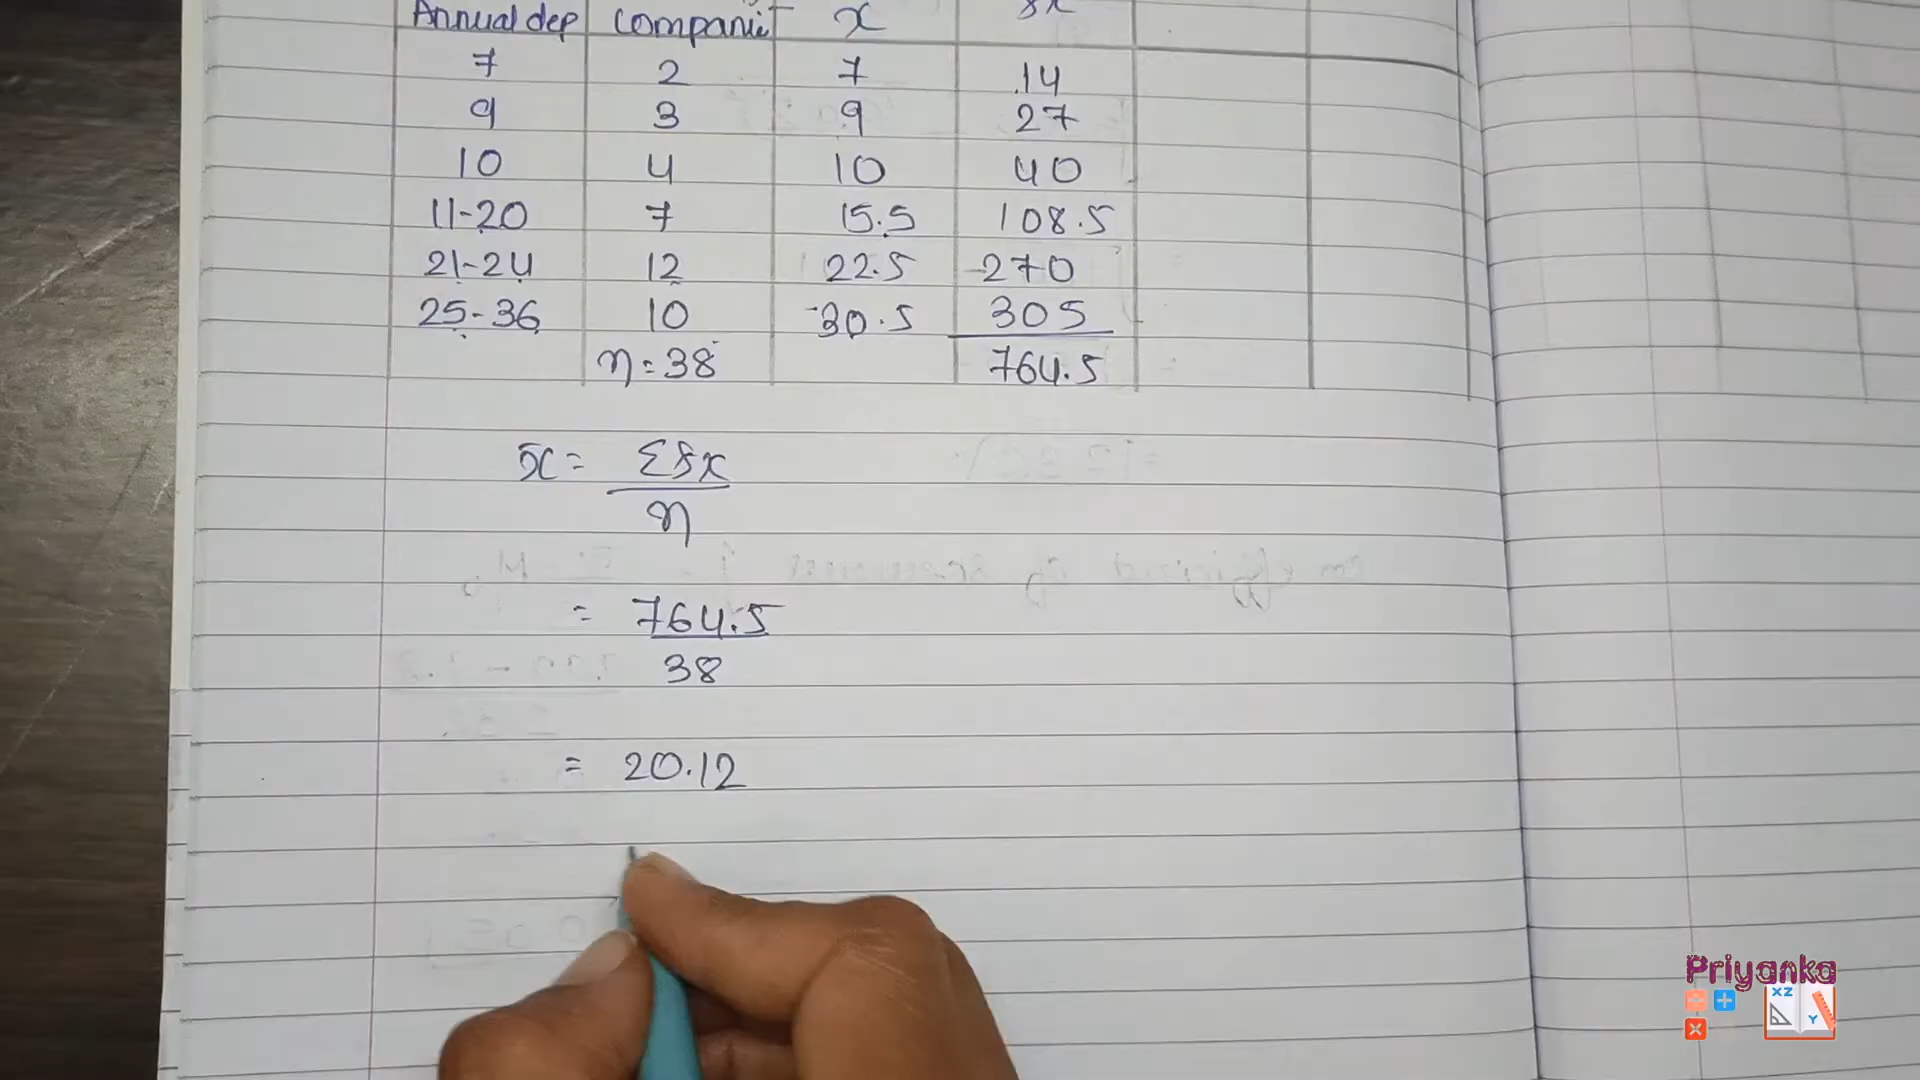 Annual dep companie x fx
7 2 7 14
9 3 9 27
10 4 10 40
11-20 7 15.5 108.5
21-24 12 22.5 270
25-36 10 30.5 305
n=38 764.5
x̄ = Σfx
n
= 764.5
38
= 20.12
Priyanka
XZ
Y